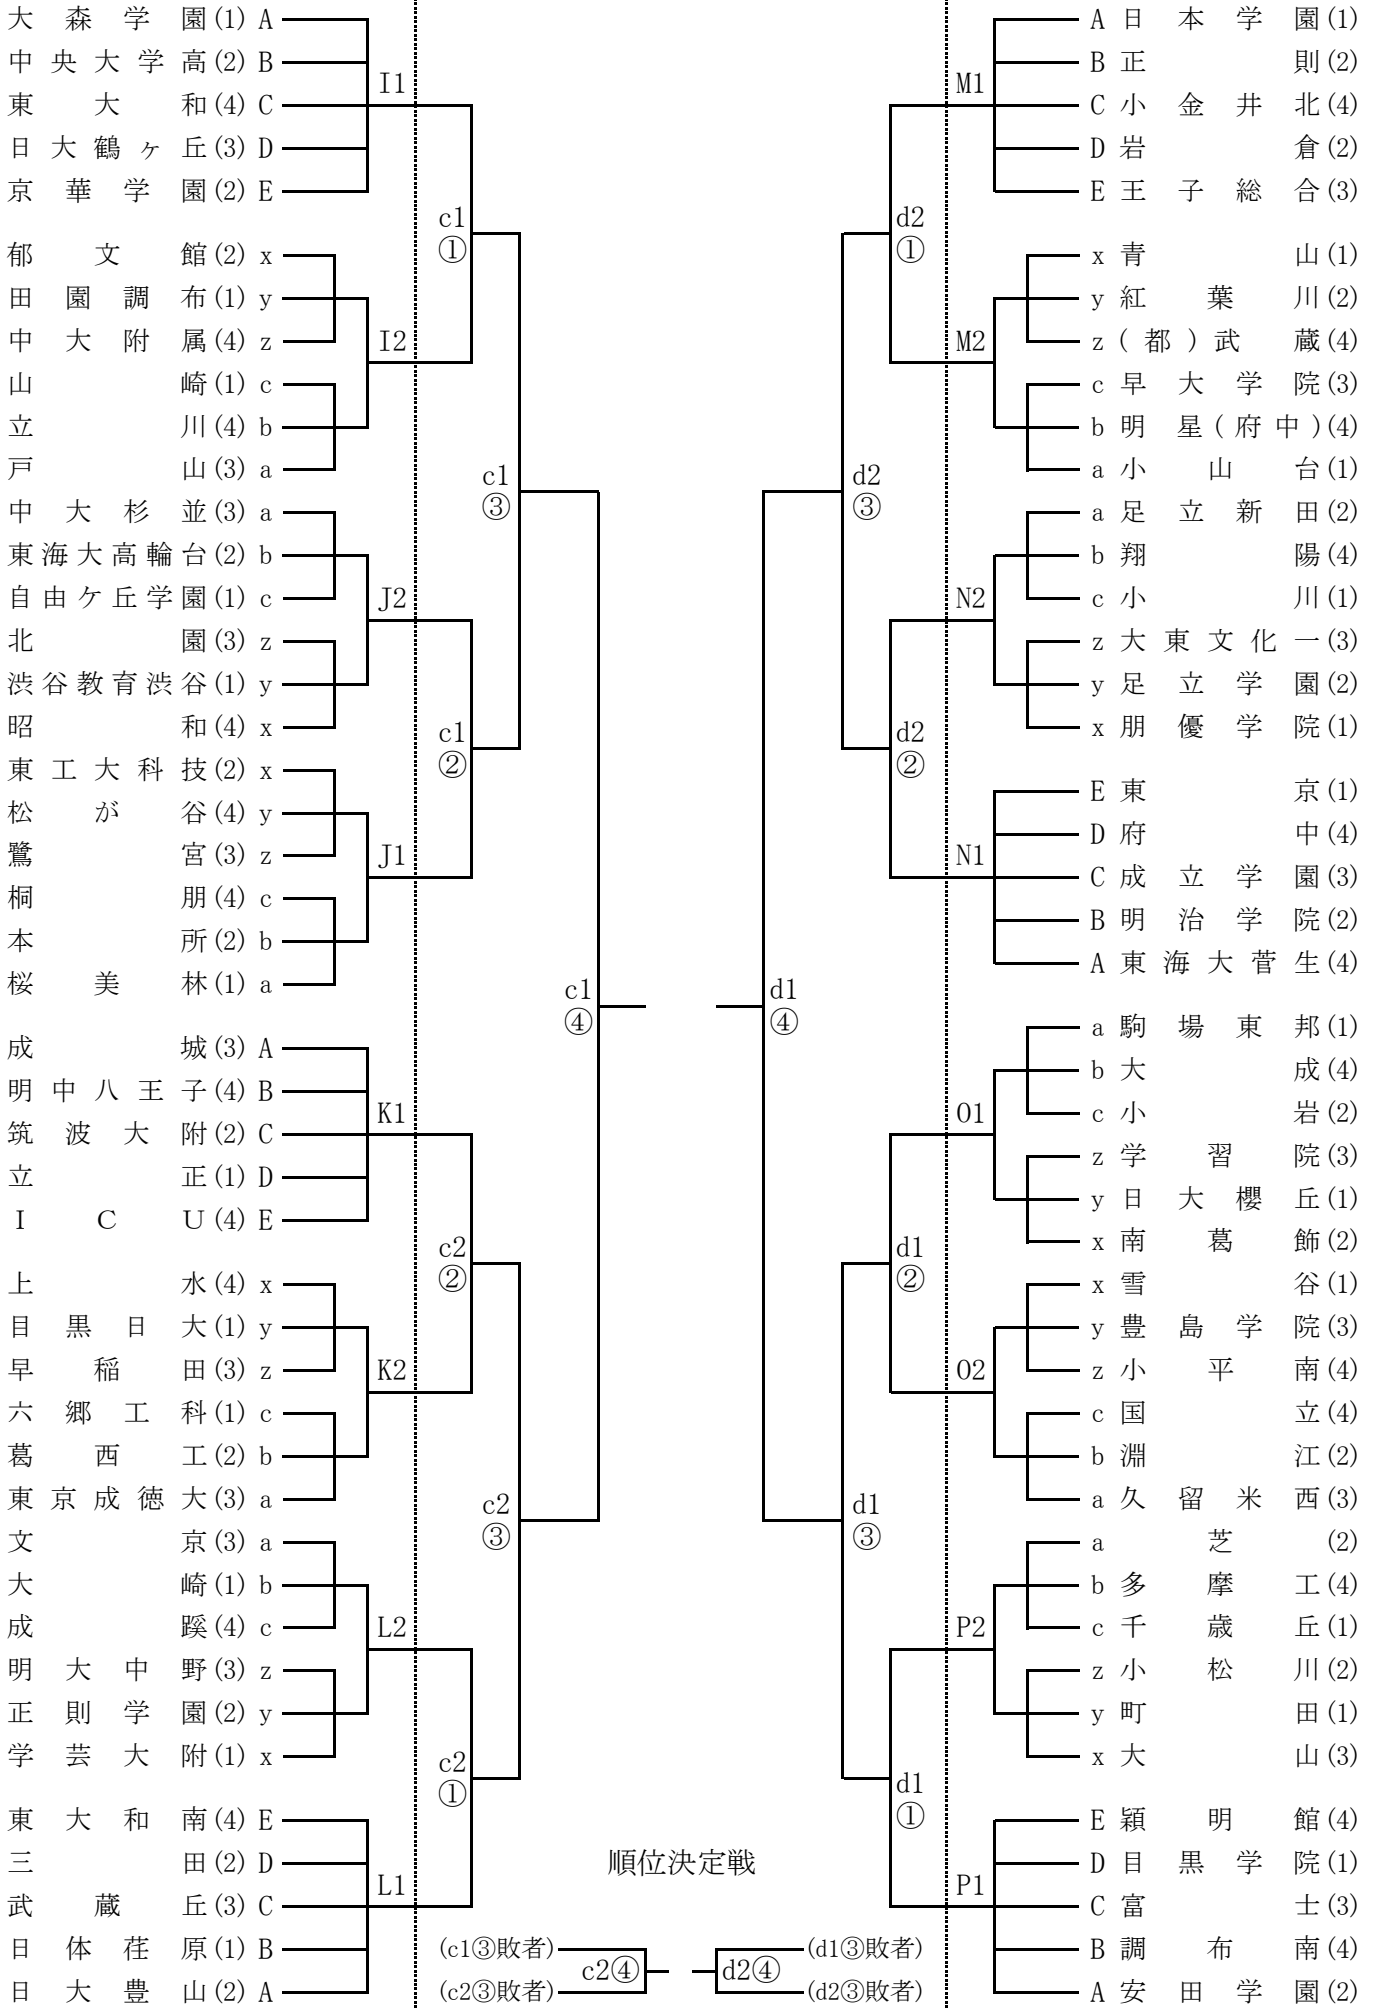 大森学園(1) A
中央大学高(2) B
I1
東大和(4) C
日大鶴ヶ丘(3) D
京華学園(2) E
c1
①
郁文館(2) x
田園調布(1) y
中大附属(4) z
I2
山崎(1) c
立川(4) b
戸山(3) a
c1
③
中大杉並(3) a
東海大高輪台(2) b
自由ケ丘学園(1) c
J2
北園(3) z
渋谷教育渋谷(1) y
昭和(4) x
c1
②
東工大科技(2) x
松が谷(4) y
鷺宮(3) z
J1
桐朋(4) c
本所(2) b
桜美林(1) a
c1
④
成城(3) A
明中八王子(4) B
K1
筑波大附(2) C
立正(1) D
ICU(4) E
c2
②
上水(4) x
目黒日大(1) y
早稲田(3) z
K2
六郷工科(1) c
葛西工(2) b
東京成徳大(3) a
c2
③
文京(3) a
大崎(1) b
成蹊(4) c
L2
明大中野(3) z
正則学園(2) y
学芸大附(1) x
c2
①
東大和南(4) E
三田(2) D
L1
武蔵丘(3) C
日体荏原(1) B
日大豊山(2) A
A 日本学園(1)
B 正則(2)
M1
C 小金井北(4)
D 岩倉(2)
E 王子総合(3)
d2
①
x 青山(1)
y 紅葉川(2)
z (都)武蔵(4)
M2
c 早大学院(3)
b 明星(府中)(4)
a 小山台(1)
d2
③
a 足立新田(2)
b 翔陽(4)
c 小川(1)
N2
z 大東文化一(3)
y 足立学園(2)
x 朋優学院(1)
d2
②
E 東京(1)
D 府中(4)
N1
C 成立学園(3)
B 明治学院(2)
A 東海大菅生(4)
d1
④
a 駒場東邦(1)
b 大成(4)
c 小岩(2)
O1
z 学習院(3)
y 日大櫻丘(1)
x 南葛飾(2)
d1
②
x 雪谷(1)
y 豊島学院(3)
z 小平南(4)
O2
c 国立(4)
b 淵江(2)
a 久留米西(3)
d1
③
a 芝(2)
b 多摩工(4)
c 千歳丘(1)
P2
z 小松川(2)
y 町田(1)
x 大山(3)
d1
①
E 穎明館(4)
D 目黒学院(1)
P1
C 富士(3)
B 調布南(4)
A 安田学園(2)
順位決定戦
(c1③敗者)
c2④
(c2③敗者)
(d1③敗者)
d2④
(d2③敗者)